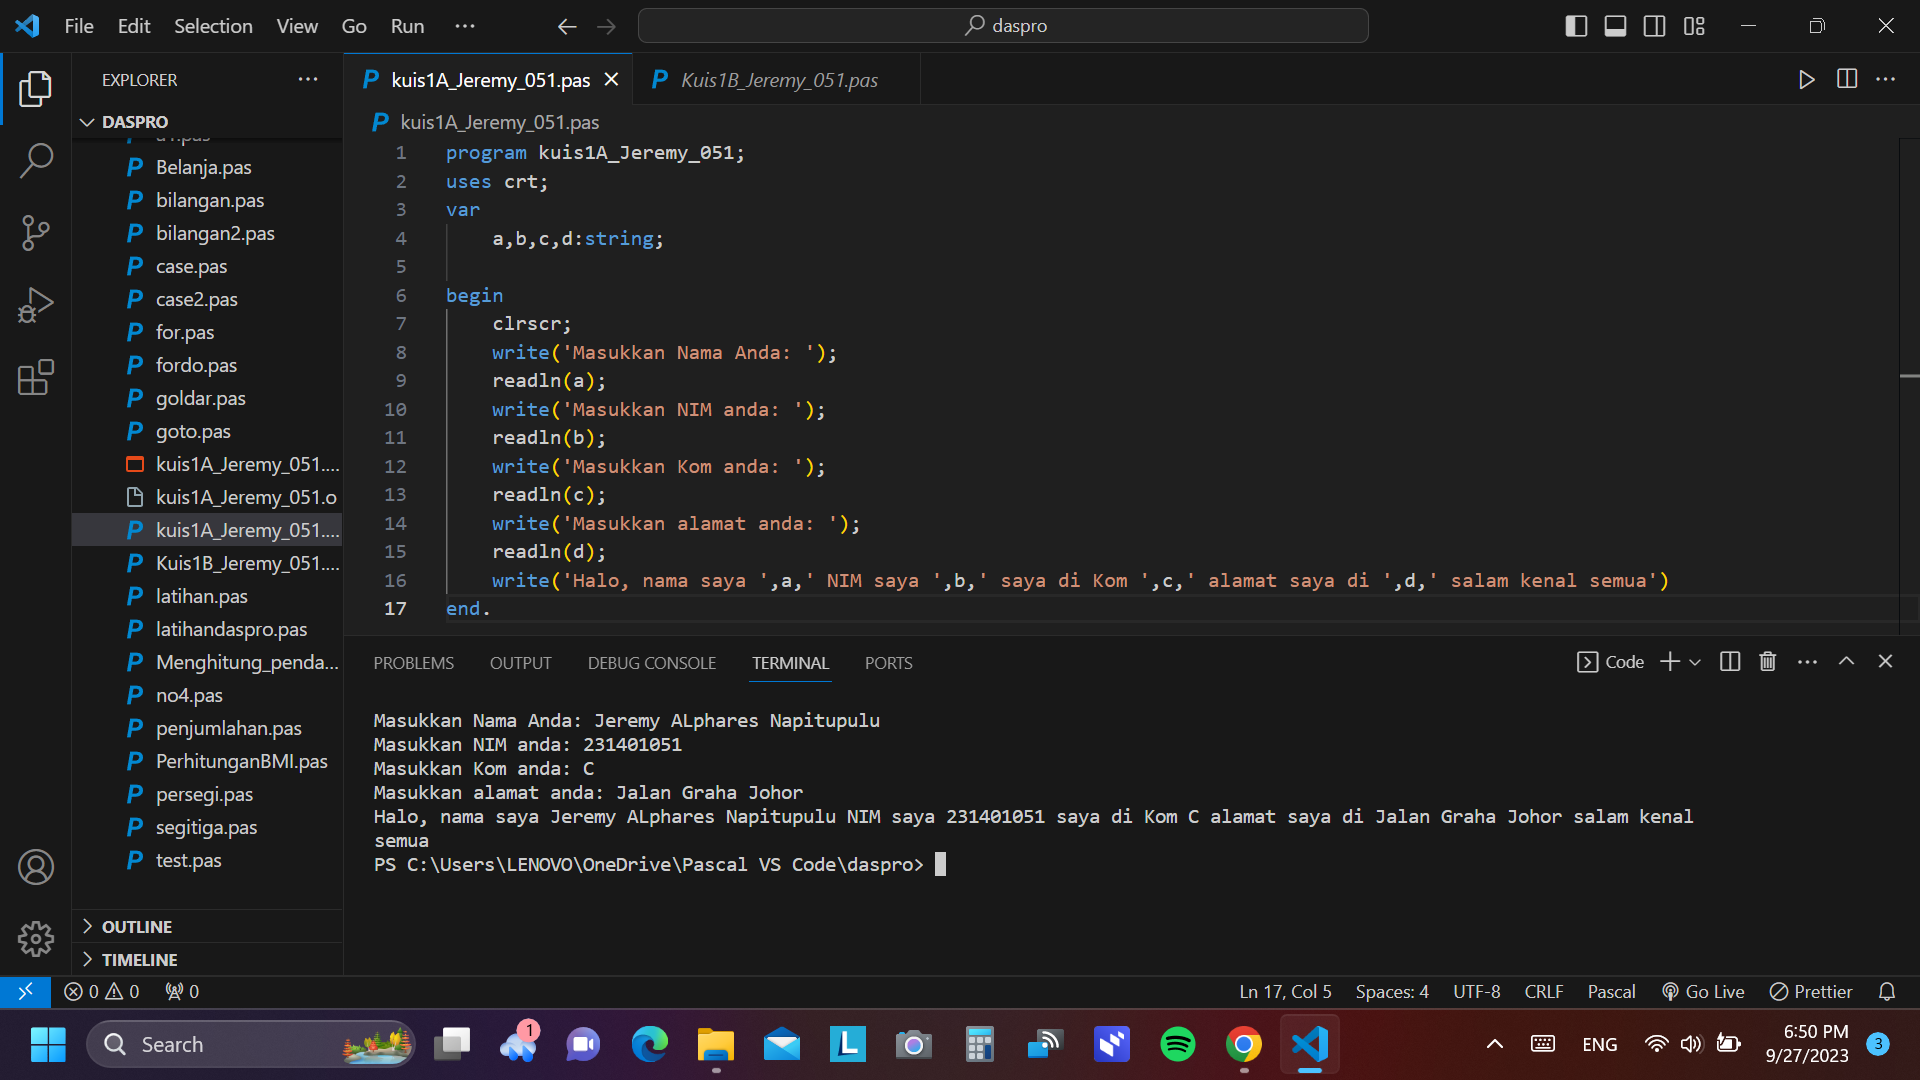 File Edit Selection View Go Run ···
daspro
EXPLORER ···
kuis1A_Jeremy_051.pas
Kuis1B_Jeremy_051.pas
DASPRO
kuis1A_Jeremy_051.pas
Belanja.pas
bilangan.pas
bilangan2.pas
case.pas
case2.pas
for.pas
fordo.pas
goldar.pas
goto.pas
kuis1A_Jeremy_051....
kuis1A_Jeremy_051.o
kuis1A_Jeremy_051....
Kuis1B_Jeremy_051....
latihan.pas
latihandaspro.pas
Menghitung_penda...
no4.pas
penjumlahan.pas
PerhitunganBMI.pas
persegi.pas
segitiga.pas
test.pas
OUTLINE
TIMELINE
1 program kuis1A_Jeremy_051;
2 uses crt;
3 var
4 a,b,c,d:string;
5
6 begin
7 clrscr;
8 write('Masukkan Nama Anda: ');
9 readln(a);
10 write('Masukkan NIM anda: ');
11 readln(b);
12 write('Masukkan Kom anda: ');
13 readln(c);
14 write('Masukkan alamat anda: ');
15 readln(d);
16 write('Halo, nama saya ',a,' NIM saya ',b,' saya di Kom ',c,' alamat saya di ',d,' salam kenal semua')
17 end.
PROBLEMS OUTPUT DEBUG CONSOLE TERMINAL PORTS
Code
Masukkan Nama Anda: Jeremy ALphares Napitupulu
Masukkan NIM anda: 231401051
Masukkan Kom anda: C
Masukkan alamat anda: Jalan Graha Johor
Halo, nama saya Jeremy ALphares Napitupulu NIM saya 231401051 saya di Kom C alamat saya di Jalan Graha Johor salam kenal
semua
PS C:\Users\LENOVO\OneDrive\Pascal VS Code\daspro>
0 0 0
Ln 17, Col 5 Spaces: 4 UTF-8 CRLF Pascal Go Live Prettier
Search
1
ENG
6:50 PM
9/27/2023
3